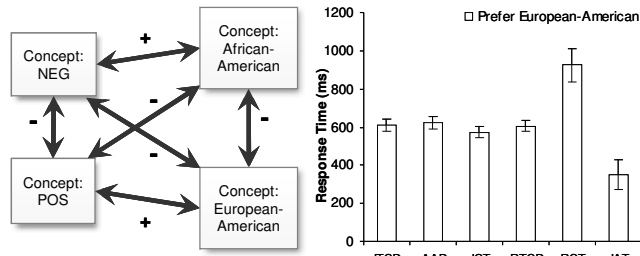 Concept:
NEG
+
Concept:
African-
American
-
-
-
-
Concept:
POS
+
Concept:
European-
American
Prefer European-American
Response Time (ms)
1200
1000
800
600
400
200
0